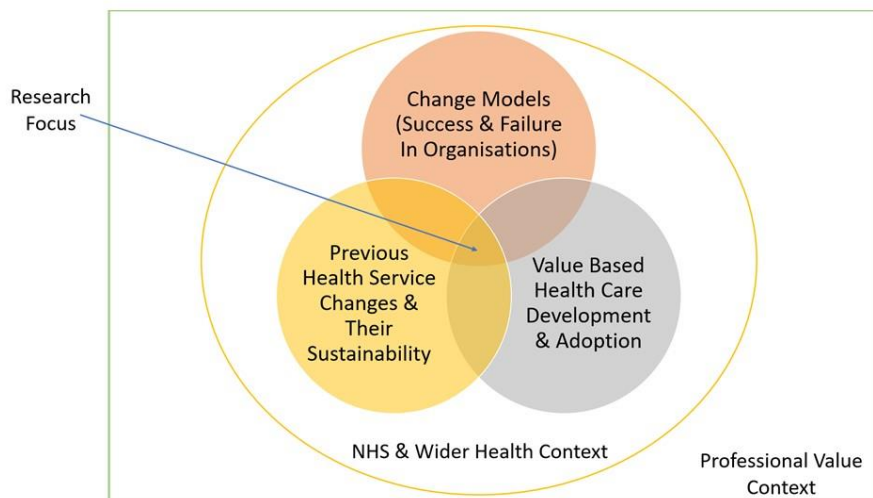 Research
Focus
Change Models
(Success & Failure
In Organisations)
Previous
Health Service
Changes &
Their
Sustainability
Value Based
Health Care
Development
& Adoption
NHS & Wider Health Context
Professional Value
Context